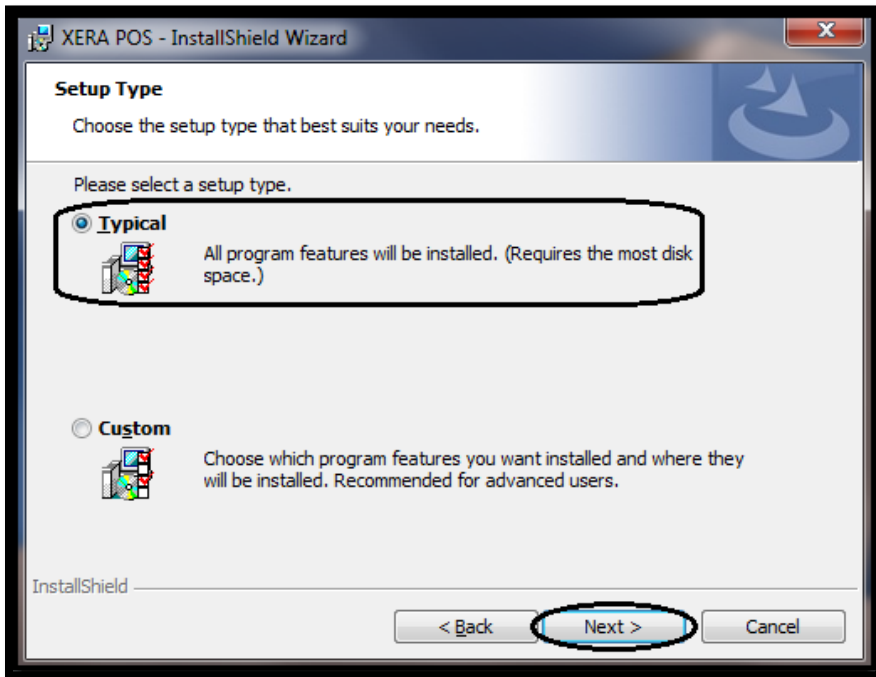 XERA POS - InstallShield Wizard
Setup Type
Choose the setup type that best suits your needs.
Please select a setup type.
Typical
All program features will be installed. (Requires the most disk
space.)
Custom
Choose which program features you want installed and where they
will be installed. Recommended for advanced users.
InstallShield
< Back
Next >
Cancel